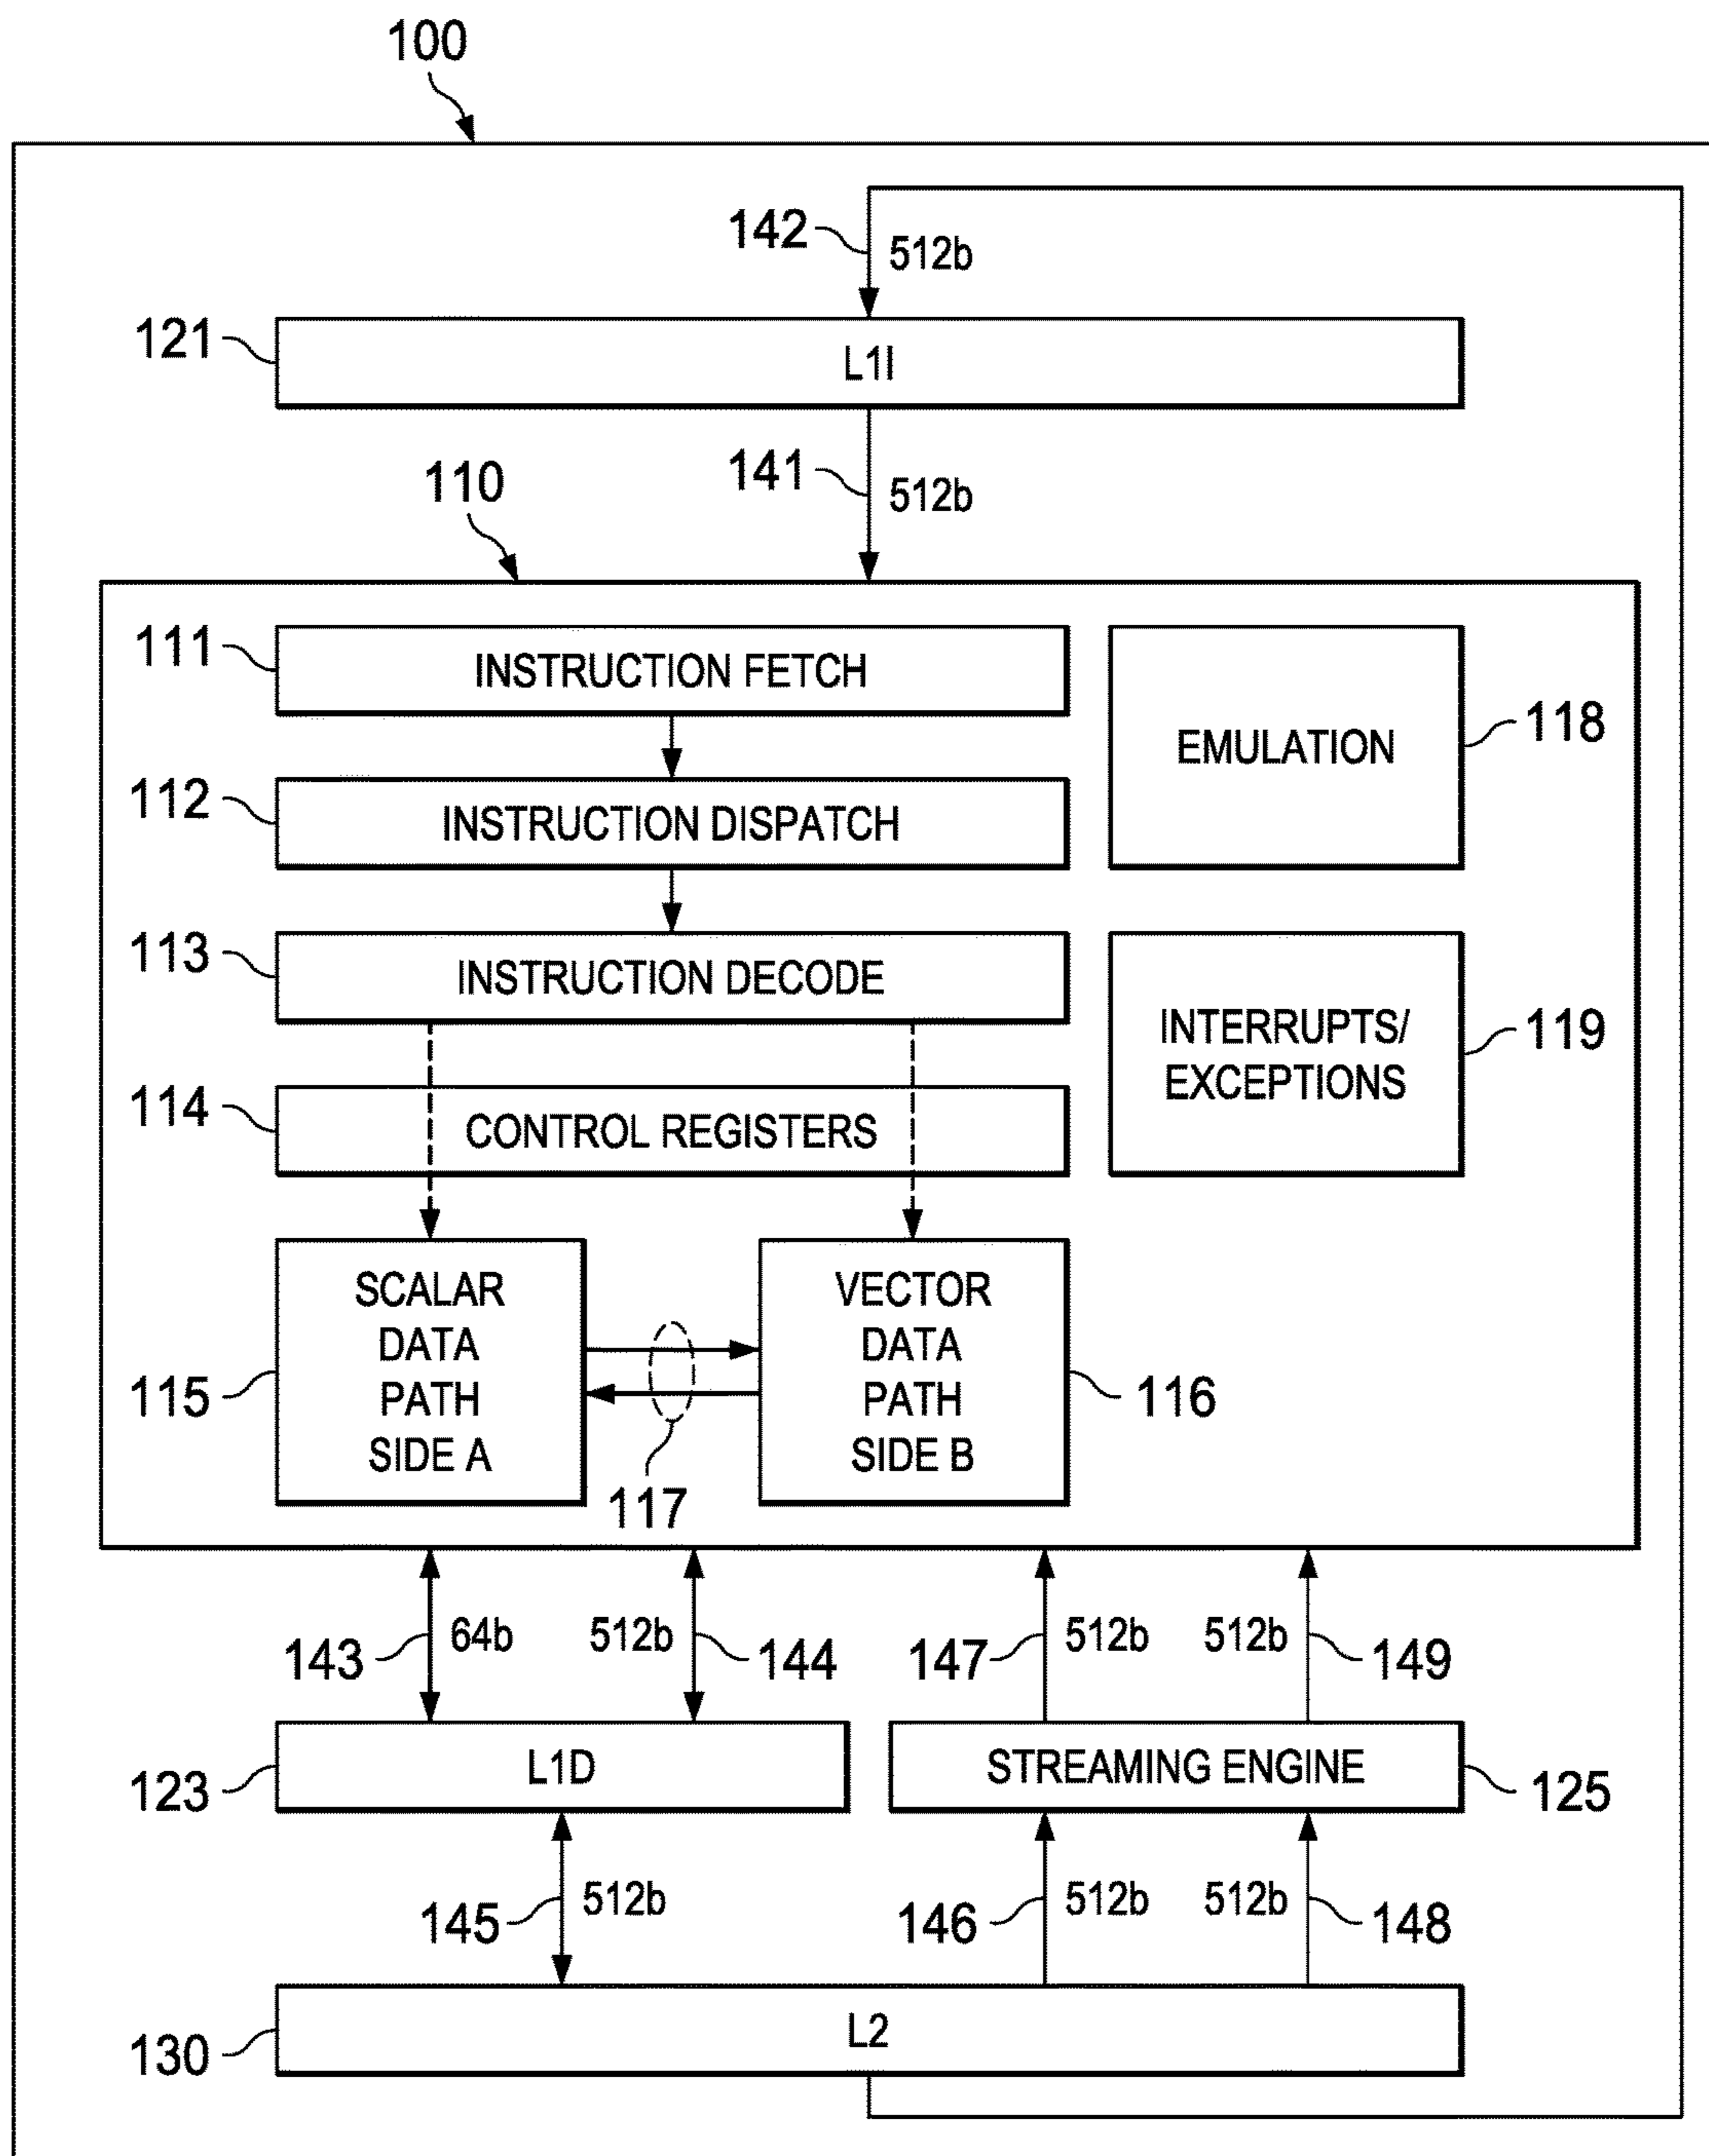 100
142
512b
121
L1I
141
512b
110
111
INSTRUCTION FETCH
118
EMULATION
112
INSTRUCTION DISPATCH
113
INSTRUCTION DECODE
119
INTERRUPTS/
EXCEPTIONS
114
CONTROL REGISTERS
115
SCALAR
DATA
PATH
SIDE A
VECTOR
DATA
PATH
SIDE B
116
117
143
64b
512b
144
147
512b
512b
149
123
L1D
STREAMING ENGINE
125
145
512b
146
512b
512b
148
130
L2